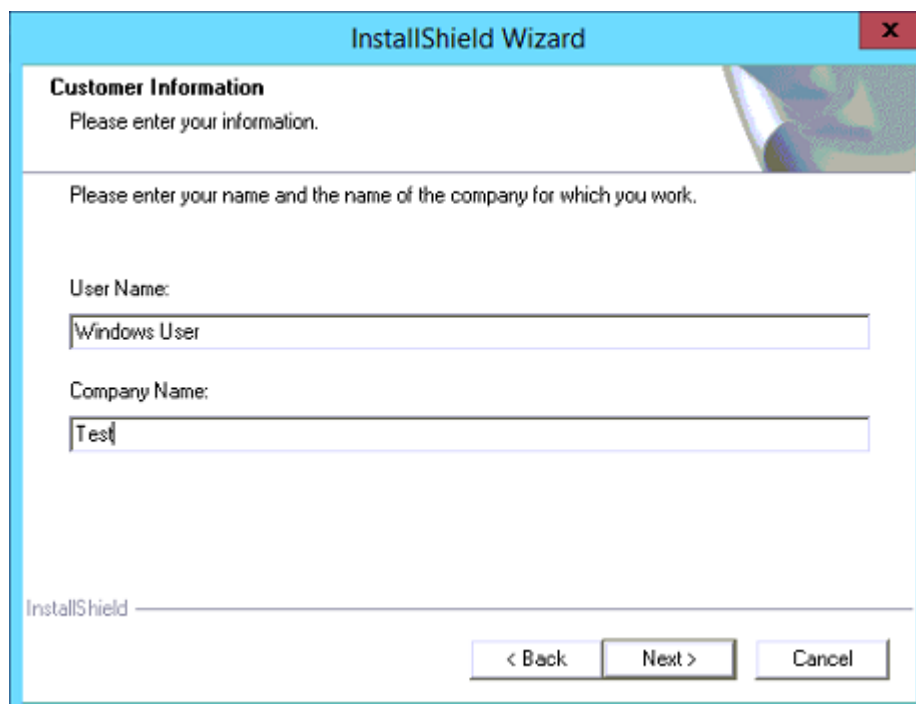 InstallShield Wizard
x
Customer Information
Please enter your information.
Please enter your name and the name of the company for which you work.
User Name:
Windows User
Company Name:
Test
InstallShield
< Back Next > Cancel